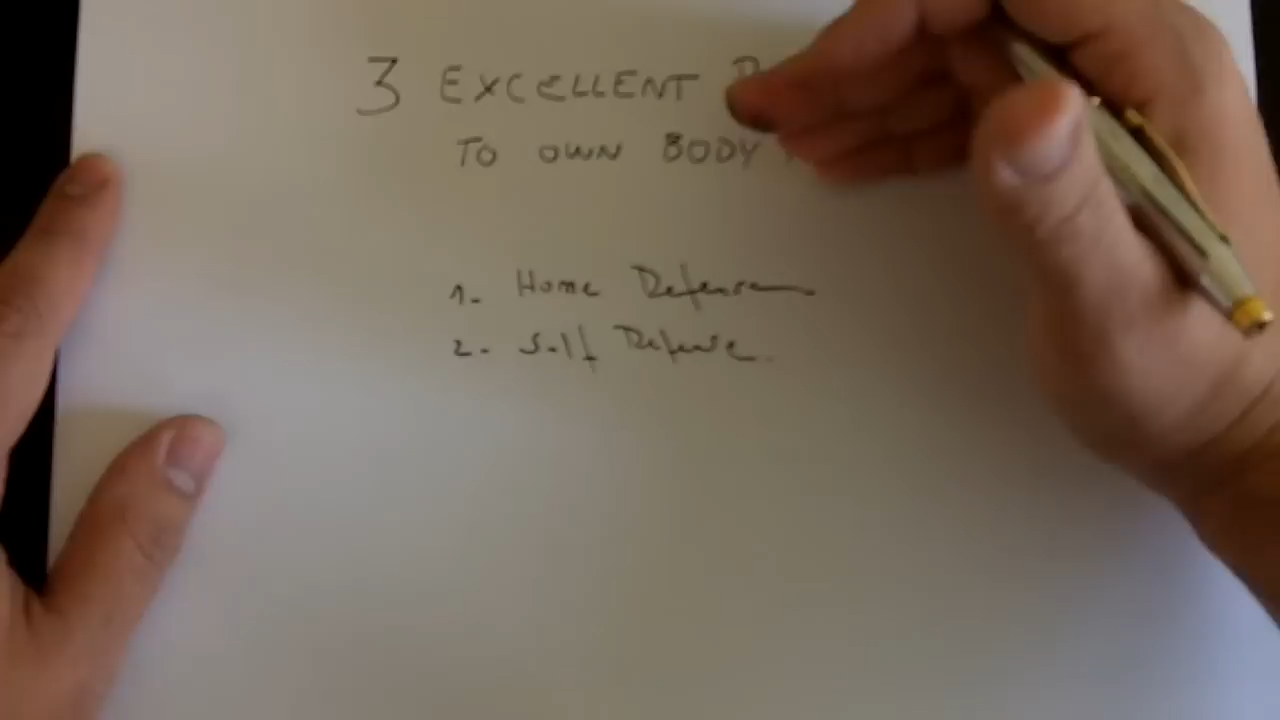 3 EXCELLENT
TO OWN BODY
1. Home Defense
2. Self Defense